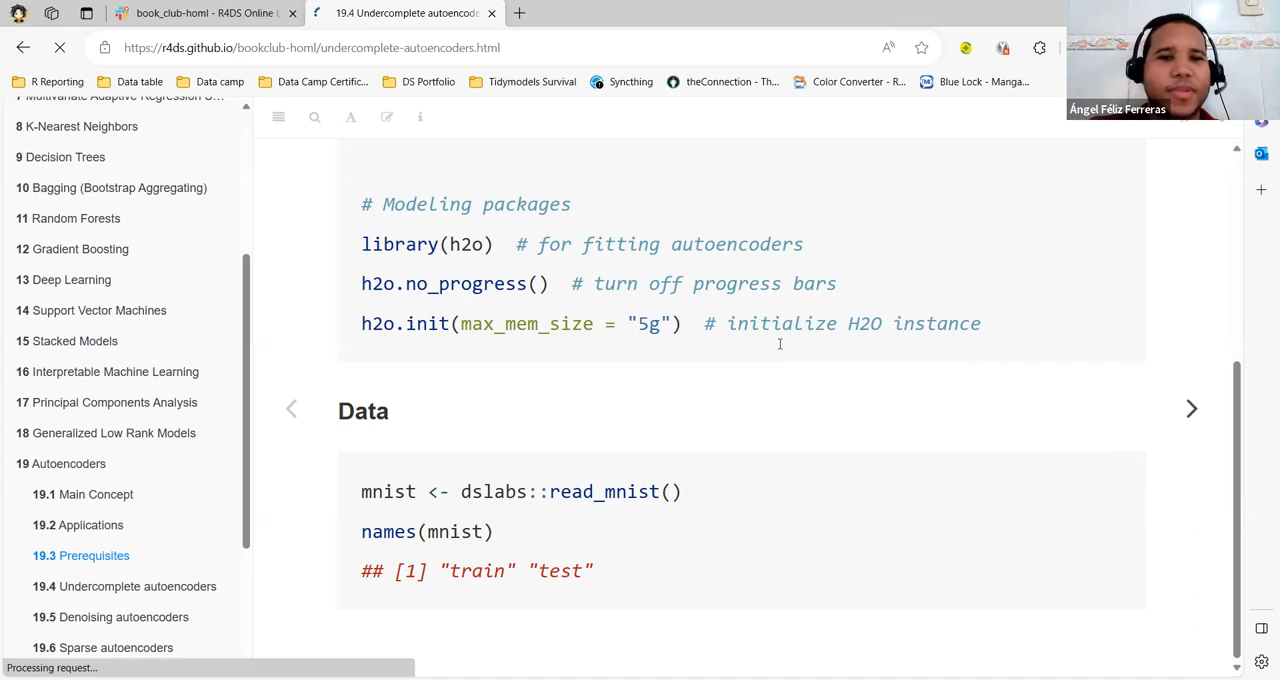 book_club-homl - R4DS Online L
19.4 Undercomplete autoencode
https://r4ds.github.io/bookclub-homl/undercomplete-autoencoders.html
R Reporting
Data table
Data camp
Data Camp Certific...
DS Portfolio
Tidymodels Survival
Syncthing
theConnection - Th...
Color Converter - R...
Blue Lock - Manga...
Ángel Féliz Ferreras
7 Multivariate Adaptive Regression S...
8 K-Nearest Neighbors
9 Decision Trees
10 Bagging (Bootstrap Aggregating)
11 Random Forests
12 Gradient Boosting
13 Deep Learning
14 Support Vector Machines
15 Stacked Models
16 Interpretable Machine Learning
17 Principal Components Analysis
18 Generalized Low Rank Models
19 Autoencoders
19.1 Main Concept
19.2 Applications
19.3 Prerequisites
19.4 Undercomplete autoencoders
19.5 Denoising autoencoders
19.6 Sparse autoencoders
Processing request...
# Modeling packages
library(h2o)  # for fitting autoencoders
h2o.no_progress()  # turn off progress bars
h2o.init(max_mem_size = "5g")  # initialize H2O instance
Data
mnist <- dslabs::read_mnist()
names(mnist)
## [1] "train" "test"